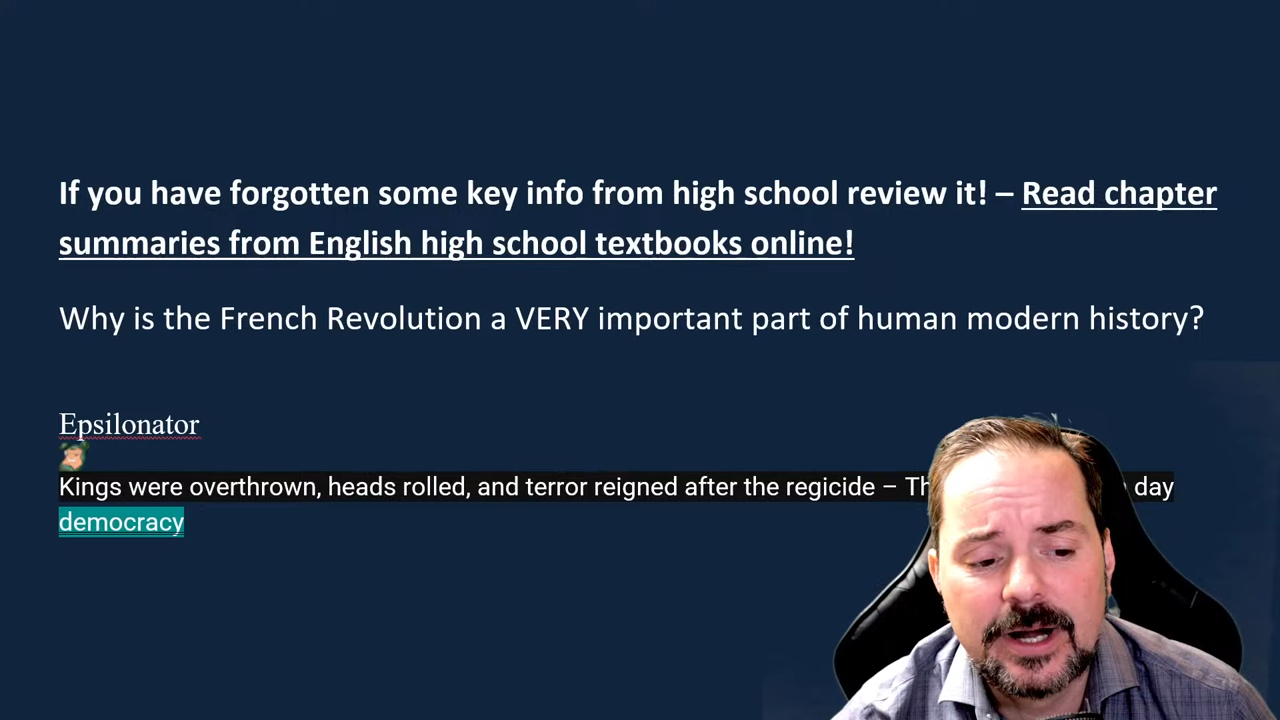 If you have forgotten some key info from high school review it! – Read chapter
summaries from English high school textbooks online!
Why is the French Revolution a VERY important part of human modern history?
Epsilonator
Kings were overthrown, heads rolled, and terror reigned after the regicide – day
democracy